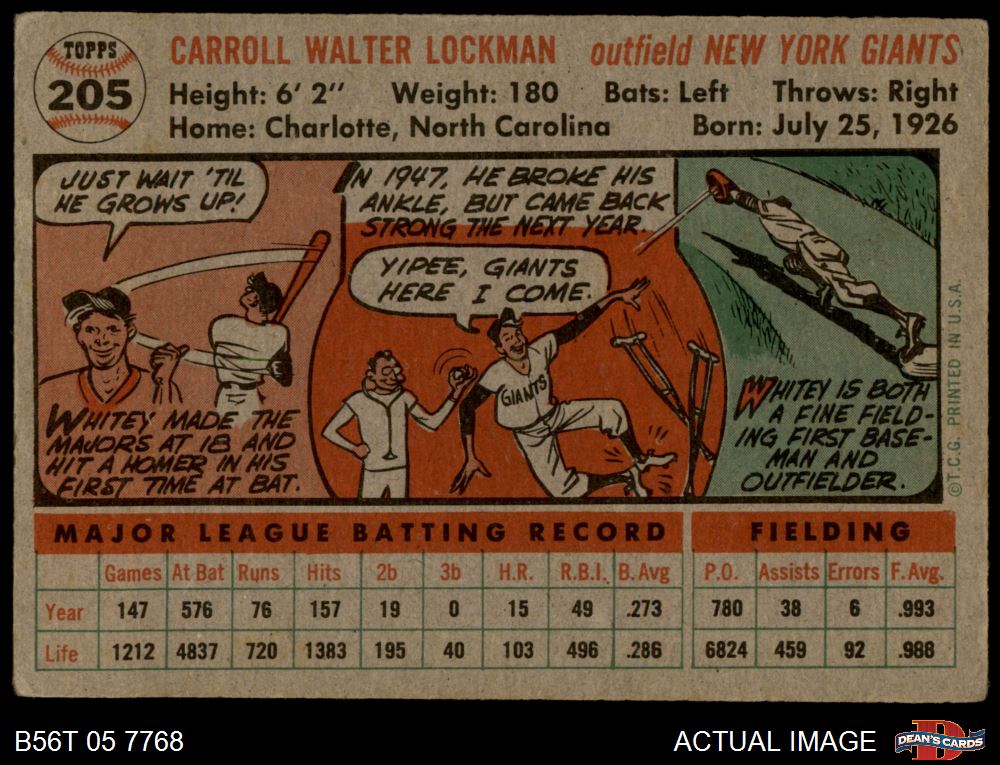 TOPPS
205
CARROLL WALTER LOCKMAN outfield NEW YORK GIANTS
Height: 6' 2" Weight: 180 Bats: Left Throws: Right
Home: Charlotte, North Carolina Born: July 25, 1926
JUST WAIT 'TIL
HE GROWS UP!
WHITEY MADE THE
MAJORS AT 18 AND
HIT A HOMER IN HIS
FIRST TIME AT BAT.
IN 1947, HE BROKE HIS
ANKLE, BUT CAME BACK
STRONG THE NEXT YEAR.
YIPEE, GIANTS
HERE I COME.
GIANTS
WHITEY IS BOTH
A FINE FIELD-
ING FIRST BASE-
MAN AND
OUTFIELDER.
© T.C.G. PRINTED IN U.S.A.
MAJOR LEAGUE BATTING RECORD FIELDING
Games At Bat Runs Hits 2b 3b H.R. R.B.I. B. Avg P.O. Assists Errors F. Avg.
Year 147 576 76 157 19 0 15 49 .273 780 38 6 .993
Life 1212 4837 720 1383 195 40 103 496 .286 6824 459 92 .988
B56T 05 7768 ACTUAL IMAGE DEAN'S CARDS